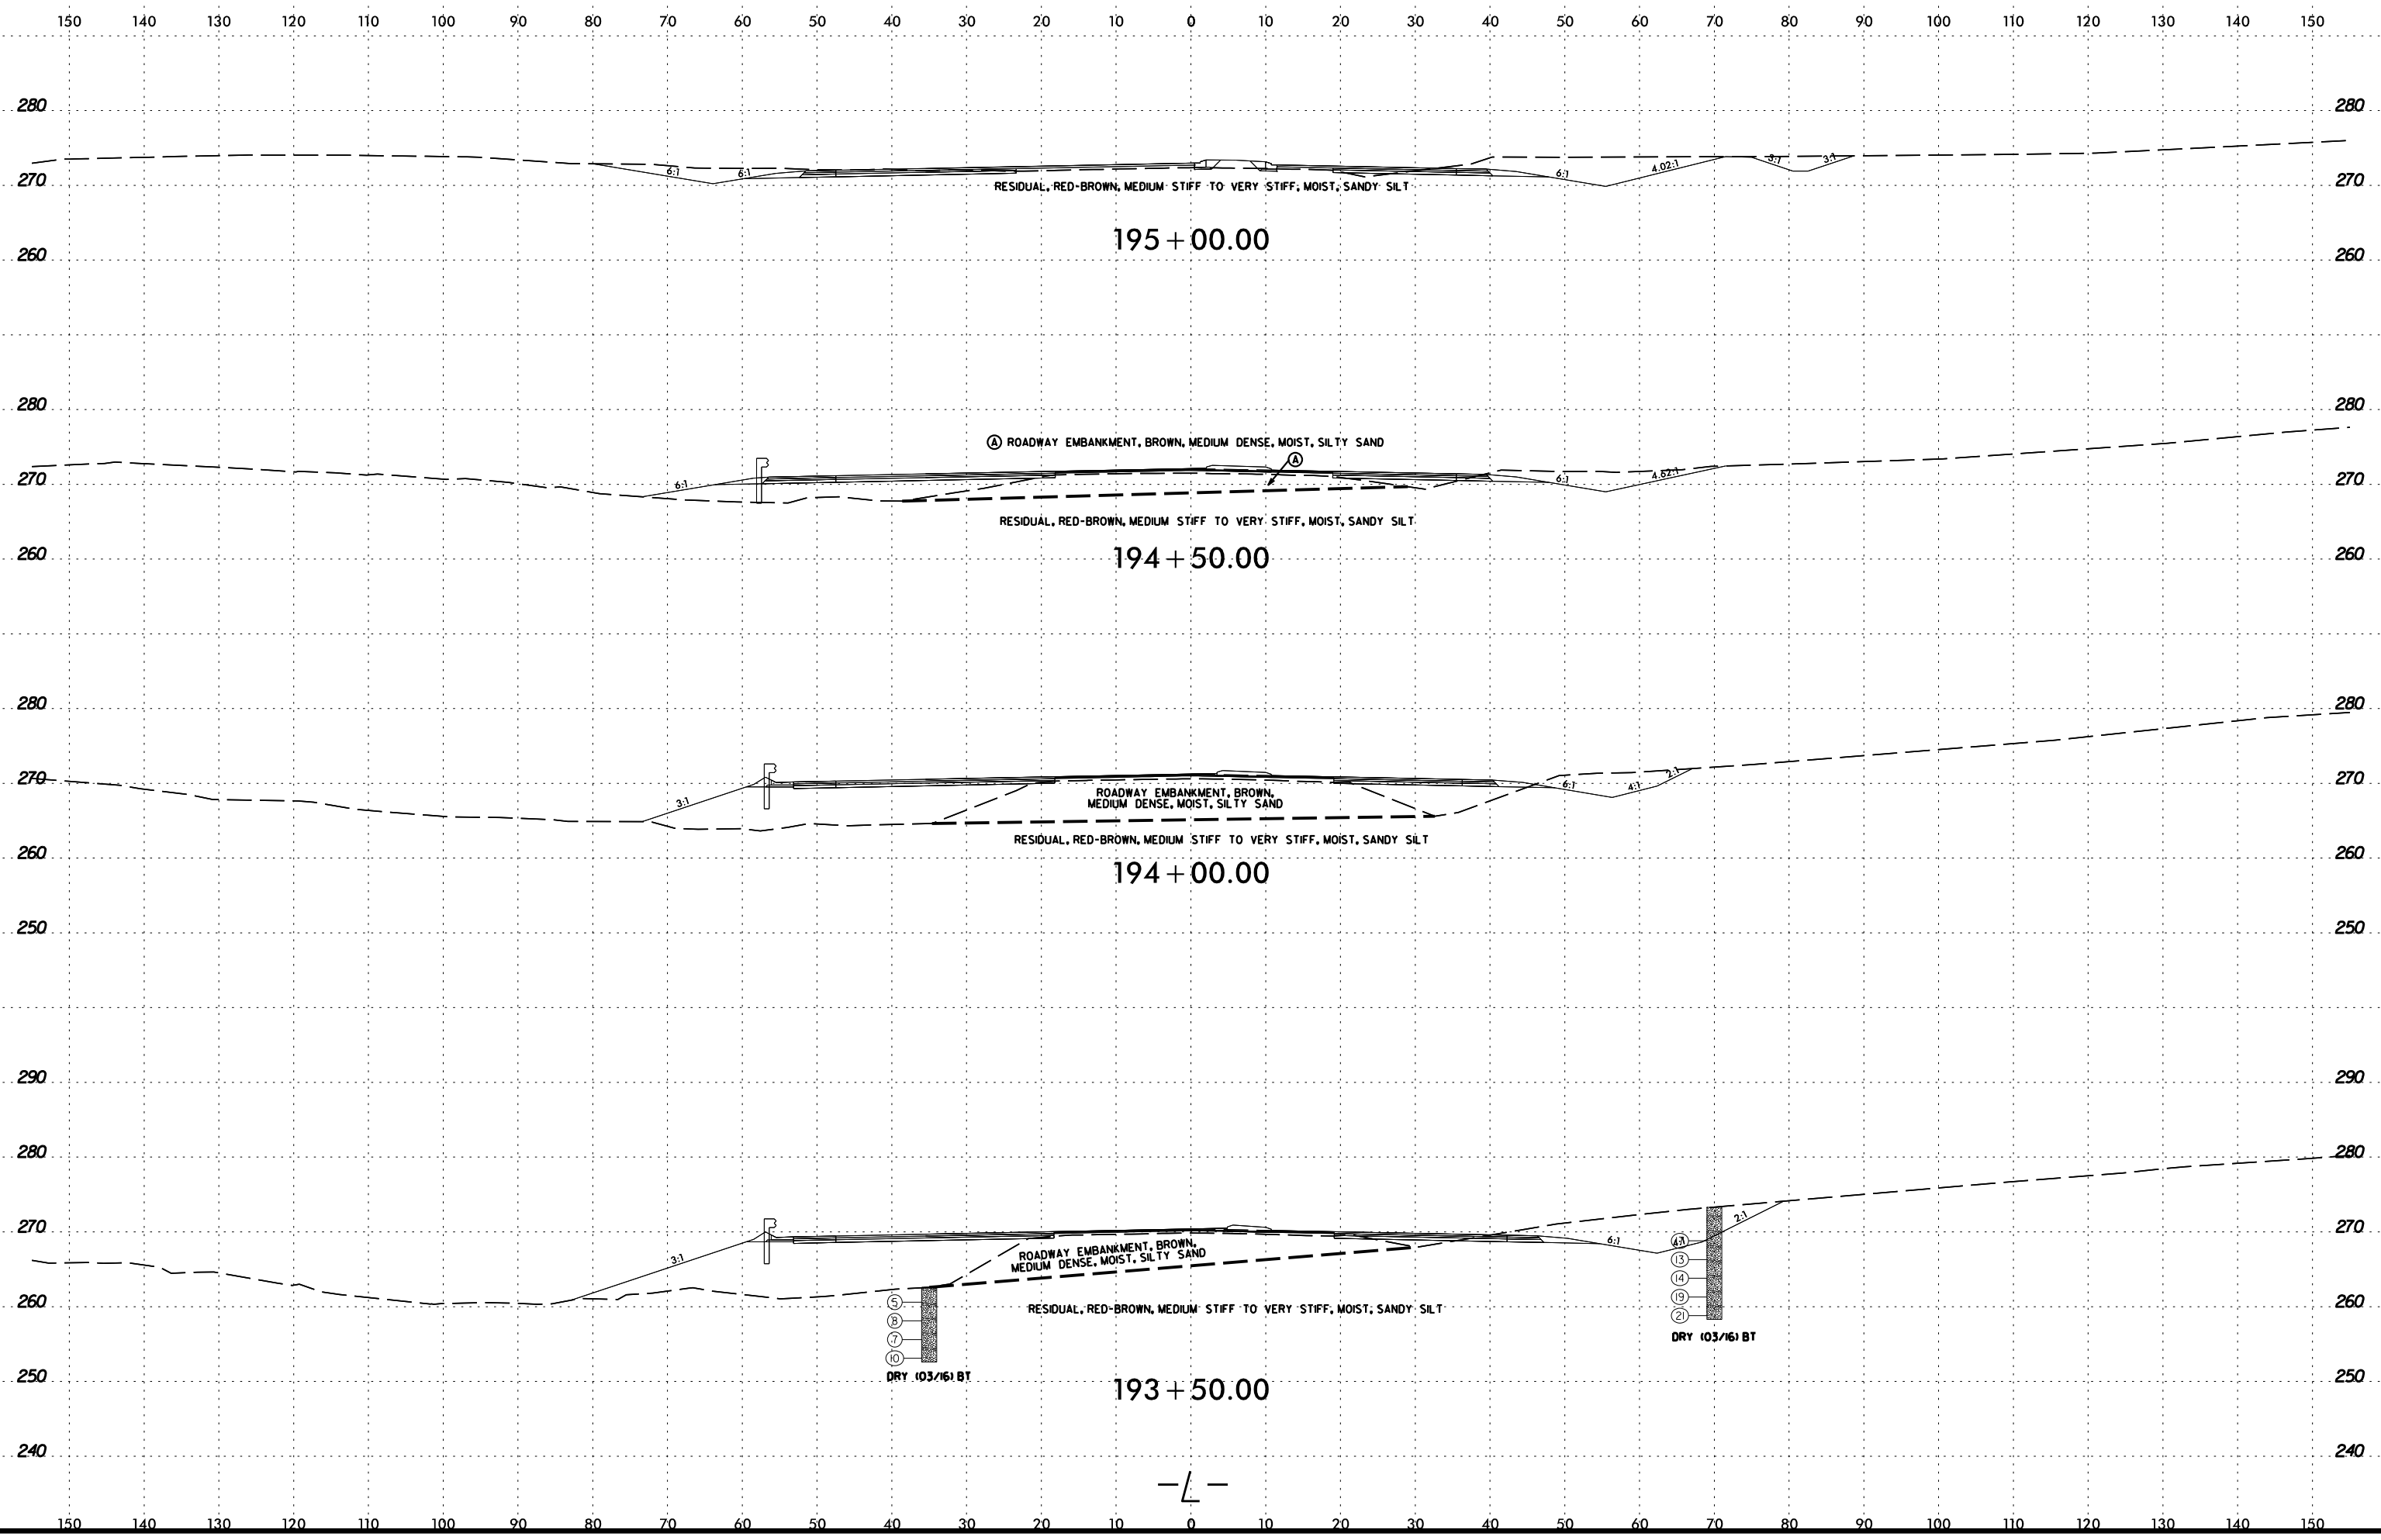 150 140 130 120 110 100 90 80 70 60 50 40 30 20 10 0 10 20 30 40 50 60 70 80 90 100 110 120 130 140 150
280 280
6:1 6:1 6:1 4.02:1 3:1 3:1
270 270
RESIDUAL, RED-BROWN, MEDIUM STIFF TO VERY STIFF, MOIST, SANDY SILT
195+00.00
260 260
280 280
A ROADWAY EMBANKMENT, BROWN, MEDIUM DENSE, MOIST, SILTY SAND
A
270 270
6:1 6:1 4.62:1
RESIDUAL, RED-BROWN, MEDIUM STIFF TO VERY STIFF, MOIST, SANDY SILT
194+50.00
260 260
280 280
270 270
3:1 6:1 4:1 2:1
ROADWAY EMBANKMENT, BROWN,
MEDIUM DENSE, MOIST, SILTY SAND
RESIDUAL, RED-BROWN, MEDIUM STIFF TO VERY STIFF, MOIST, SANDY SILT
260 260
194+00.00
250 250
290 290
280 280
270 270
3:1 6:1 2:1
ROADWAY EMBANKMENT, BROWN,
MEDIUM DENSE, MOIST, SILTY SAND
13
14
19
21
DRY (03/16) BT
260 260
RESIDUAL, RED-BROWN, MEDIUM STIFF TO VERY STIFF, MOIST, SANDY SILT
5
8
7
10
DRY (03/16) BT
250 250
193+50.00
240 240
-L-
150 140 130 120 110 100 90 80 70 60 50 40 30 20 10 0 10 20 30 40 50 60 70 80 90 100 110 120 130 140 150